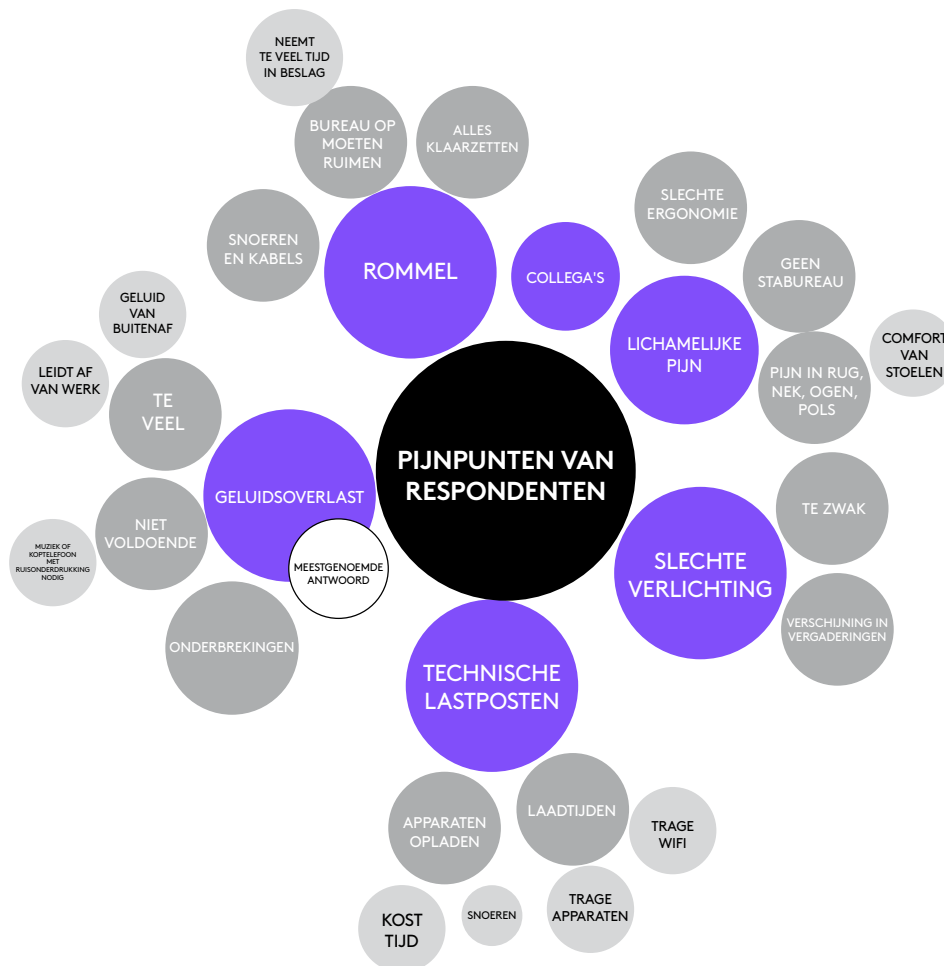 NEEMT
TE VEEL TIJD
IN BESLAG
BUREAU OP
MOETEN
RUIMEN
ALLES
KLAARZETTEN
SNOEREN
EN KABELS
ROMMEL
COLLEGA'S
SLECHTE
ERGONOMIE
GEEN
STABUREAU
LICHAMELIJKE
PIJN
PIJN IN RUG,
NEK, OGEN,
POLS
COMFORT
VAN
STOELEN
GELUID
VAN
BUITENAF
LEIDT AF
VAN WERK
TE
VEEL
GELUIDSOVERLAST
NIET
VOLDOENDE
MUZIEK OF
KOPTELEFOON
MET
RUISONDERDRUKKING
NODIG
ONDERBREKINGEN
MEESTGENOEMDE
ANTWOORD
PIJNPUNTEN VAN
RESPONDENTEN
SLECHTE
VERLICHTING
TE ZWAK
VERSCHIJNING IN
VERGADERINGEN
TECHNISCHE
LASTPOSTEN
APPARATEN
OPLADEN
LAADTIJDEN
TRAGE
WIFI
KOST
TIJD
SNOEREN
TRAGE
APPARATEN